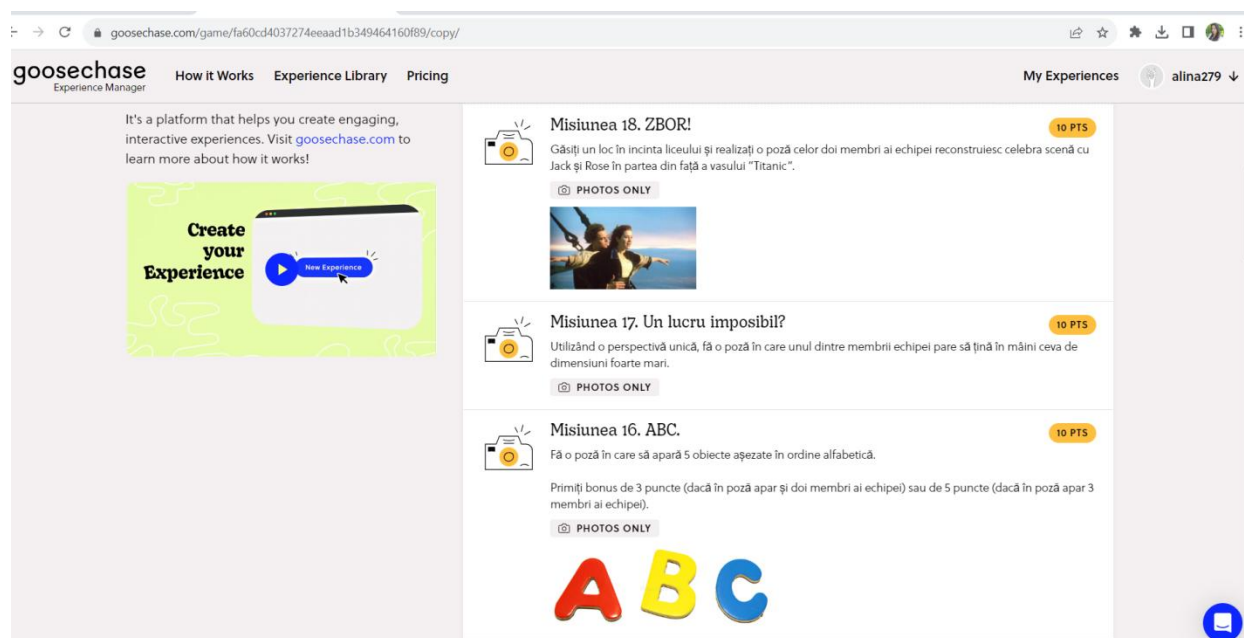 goosechase.com/game/fa60cd4037274eeaad1b349464160f89/copy/
goosechase
Experience Manager
How it Works
Experience Library
Pricing
My Experiences
alina279
It's a platform that helps you create engaging,
interactive experiences. Visit goosechase.com to
learn more about how it works!
Create
your
Experience
New Experience
Misiunea 18. ZBOR!
10 PTS
Găsiți un loc în incinta liceului și realizați o poză celor doi membri ai echipei reconstruiesc celebra scenă cu
Jack și Rose în partea din față a vasului "Titanic".
PHOTOS ONLY
Misiunea 17. Un lucru imposibil?
10 PTS
Utilizând o perspectivă unică, fă o poză în care unul dintre membrii echipei pare să țină în mâini ceva de
dimensiuni foarte mari.
PHOTOS ONLY
Misiunea 16. ABC.
10 PTS
Fă o poză în care să apară 5 obiecte așezate în ordine alfabetică.
Primiți bonus de 3 puncte (dacă în poză apar și doi membri ai echipei) sau de 5 puncte (dacă în poză apar 3
membri ai echipei).
PHOTOS ONLY
ABC